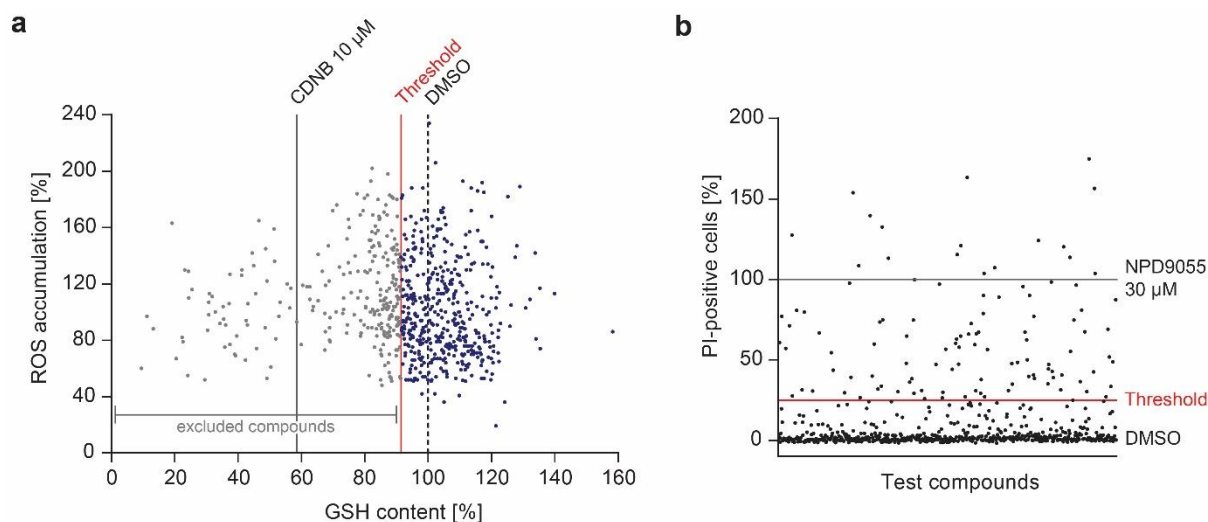 a
CDNB 10 µM
Threshold
DMSO
240
200
160
120
80
40
0
ROS accumulation [%]
excluded compounds
0 20 40 60 80 100 120 140 160
GSH content [%]
b
200
150
100
50
0
PI-positive cells [%]
NPD9055
30 µM
Threshold
DMSO
Test compounds